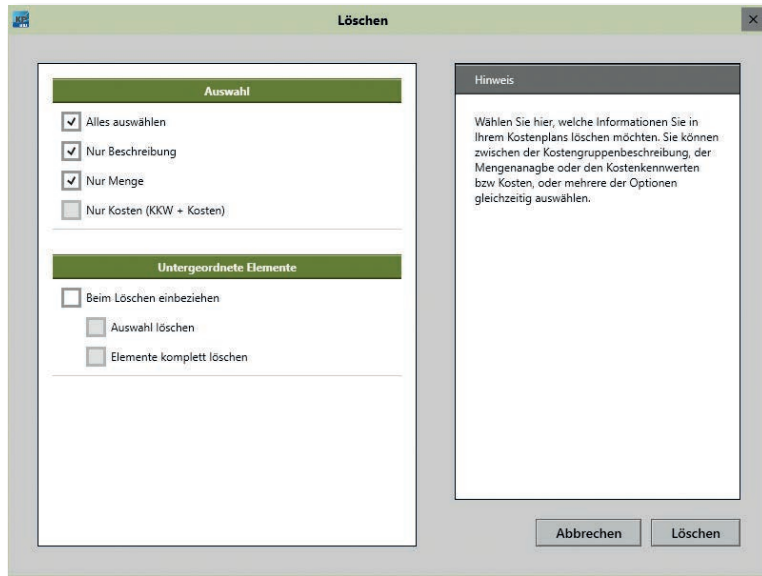 Löschen
Auswahl
Alles auswählen
Nur Beschreibung
Nur Menge
Nur Kosten (KKW + Kosten)
Untergeordnete Elemente
Beim Löschen einbeziehen
Auswahl löschen
Elemente komplett löschen
Hinweis
Wählen Sie hier, welche Informationen Sie in
Ihrem Kostenplans löschen möchten. Sie können
zwischen der Kostengruppenbeschreibung, der
Mengenanagbe oder den Kostenkennwerten
bzw Kosten, oder mehrere der Optionen
gleichzeitig auswählen.
Abbrechen
Löschen